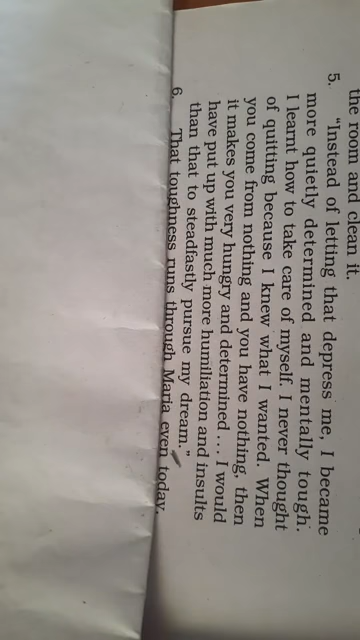 the room and clean it.
5. "Instead of letting that depress me, I became
more quietly determined and mentally tough.
I learnt how to take care of myself. I never thought
of quitting because I knew what I wanted. When
you come from nothing and you have nothing, then
it makes you very hungry and determined ... I would
have put up with much more humiliation and insults
than that to steadfastly pursue my dream."
6. That toughness runs through Maria even today.